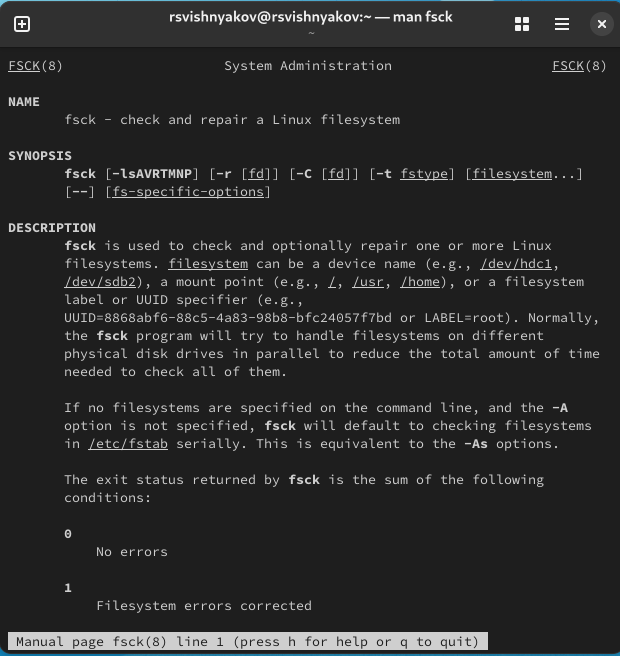 rsvishnyakov@rsvishnyakov:~ — man fsck
~
FSCK(8) System Administration FSCK(8)
NAME
fsck - check and repair a Linux filesystem
SYNOPSIS
fsck [-lsAVRTMNP] [-r [fd]] [-C [fd]] [-t fstype] [filesystem...]
[--] [fs-specific-options]
DESCRIPTION
fsck is used to check and optionally repair one or more Linux
filesystems. filesystem can be a device name (e.g., /dev/hdc1,
/dev/sdb2), a mount point (e.g., /, /usr, /home), or a filesystem
label or UUID specifier (e.g.,
UUID=8868abf6-88c5-4a83-98b8-bfc24057f7bd or LABEL=root). Normally,
the fsck program will try to handle filesystems on different
physical disk drives in parallel to reduce the total amount of time
needed to check all of them.
If no filesystems are specified on the command line, and the -A
option is not specified, fsck will default to checking filesystems
in /etc/fstab serially. This is equivalent to the -As options.
The exit status returned by fsck is the sum of the following
conditions:
0
No errors
1
Filesystem errors corrected
Manual page fsck(8) line 1 (press h for help or q to quit)